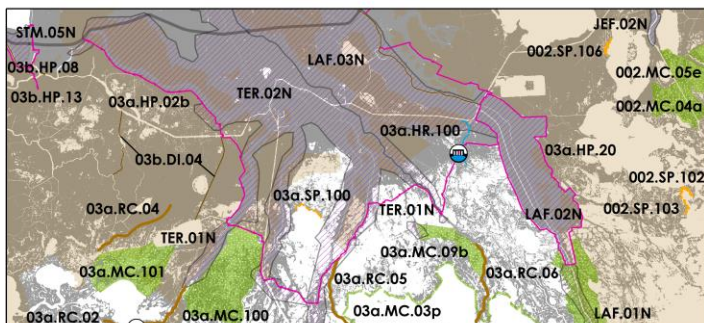 STM.05N
JEF.02N
03b.HP.08
LAF.03N
002.SP.106
002.MC.05e
03b.HP.13
03a.HP.02b
TER.02N
002.MC.04a
03a.HR.100
03b.DI.04
03a.HP.20
002.SP.102
03a.RC.04
03a.SP.100
002.SP.103
TER.01N
LAF.02N
TER.01N
03a.MC.09b
03a.MC.101
03a.RC.05
03a.RC.06
03a.MC.100
03a.MC.03p
03a.RC.02
LAF.01N